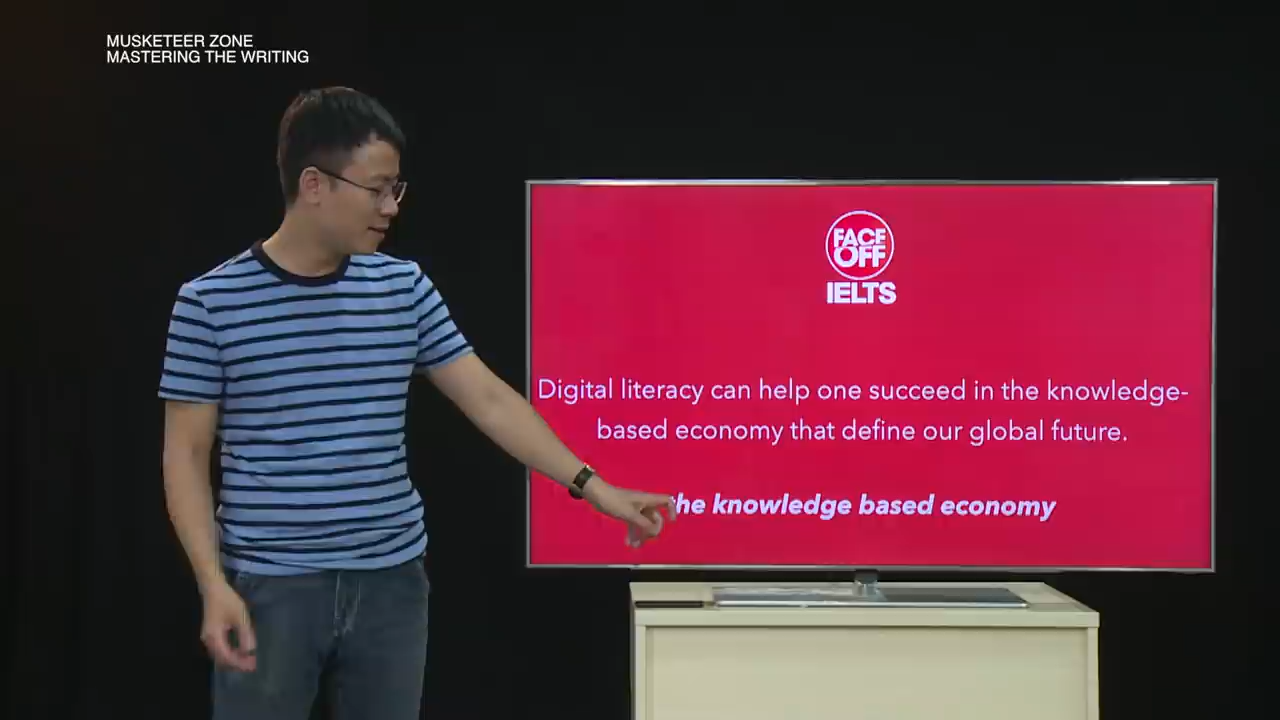 MUSKETEER ZONE
MASTERING THE WRITING
FACE
OFF
IELTS
Digital literacy can help one succeed in the knowledge-
based economy that define our global future.
the knowledge based economy